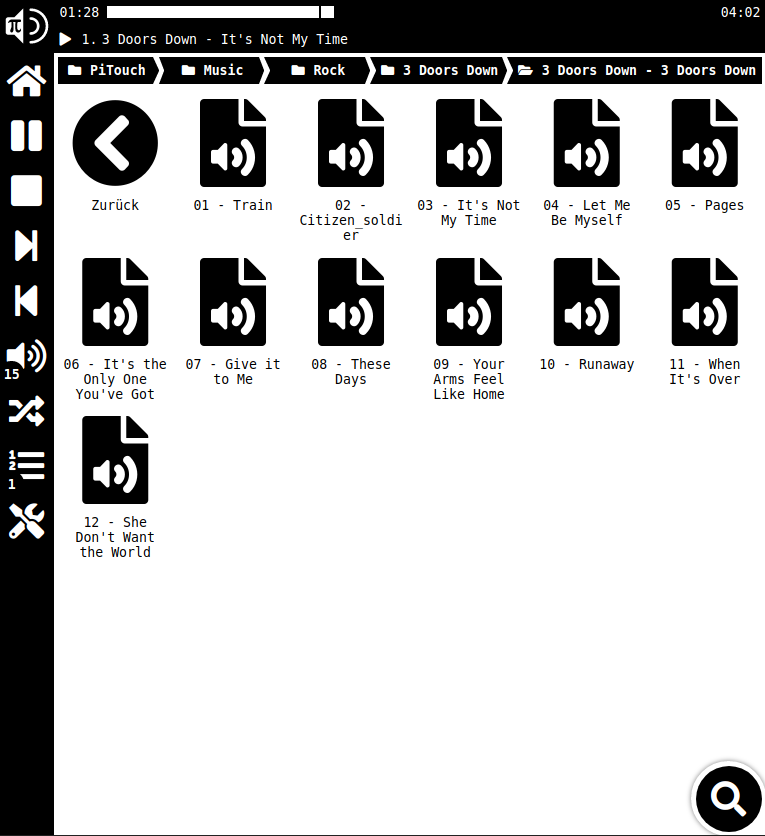 01:28 04:02
1. 3 Doors Down - It's Not My Time
PiTouch Music Rock 3 Doors Down 3 Doors Down - 3 Doors Down
Zurück
01 - Train
02 -
Citizen_soldi
er
03 - It's Not
My Time
04 - Let Me
Be Myself
05 - Pages
06 - It's the
Only One
You've Got
07 - Give it
to Me
08 - These
Days
09 - Your
Arms Feel
Like Home
10 - Runaway
11 - When
It's Over
12 - She
Don't Want
the World
π
15
1
2
1